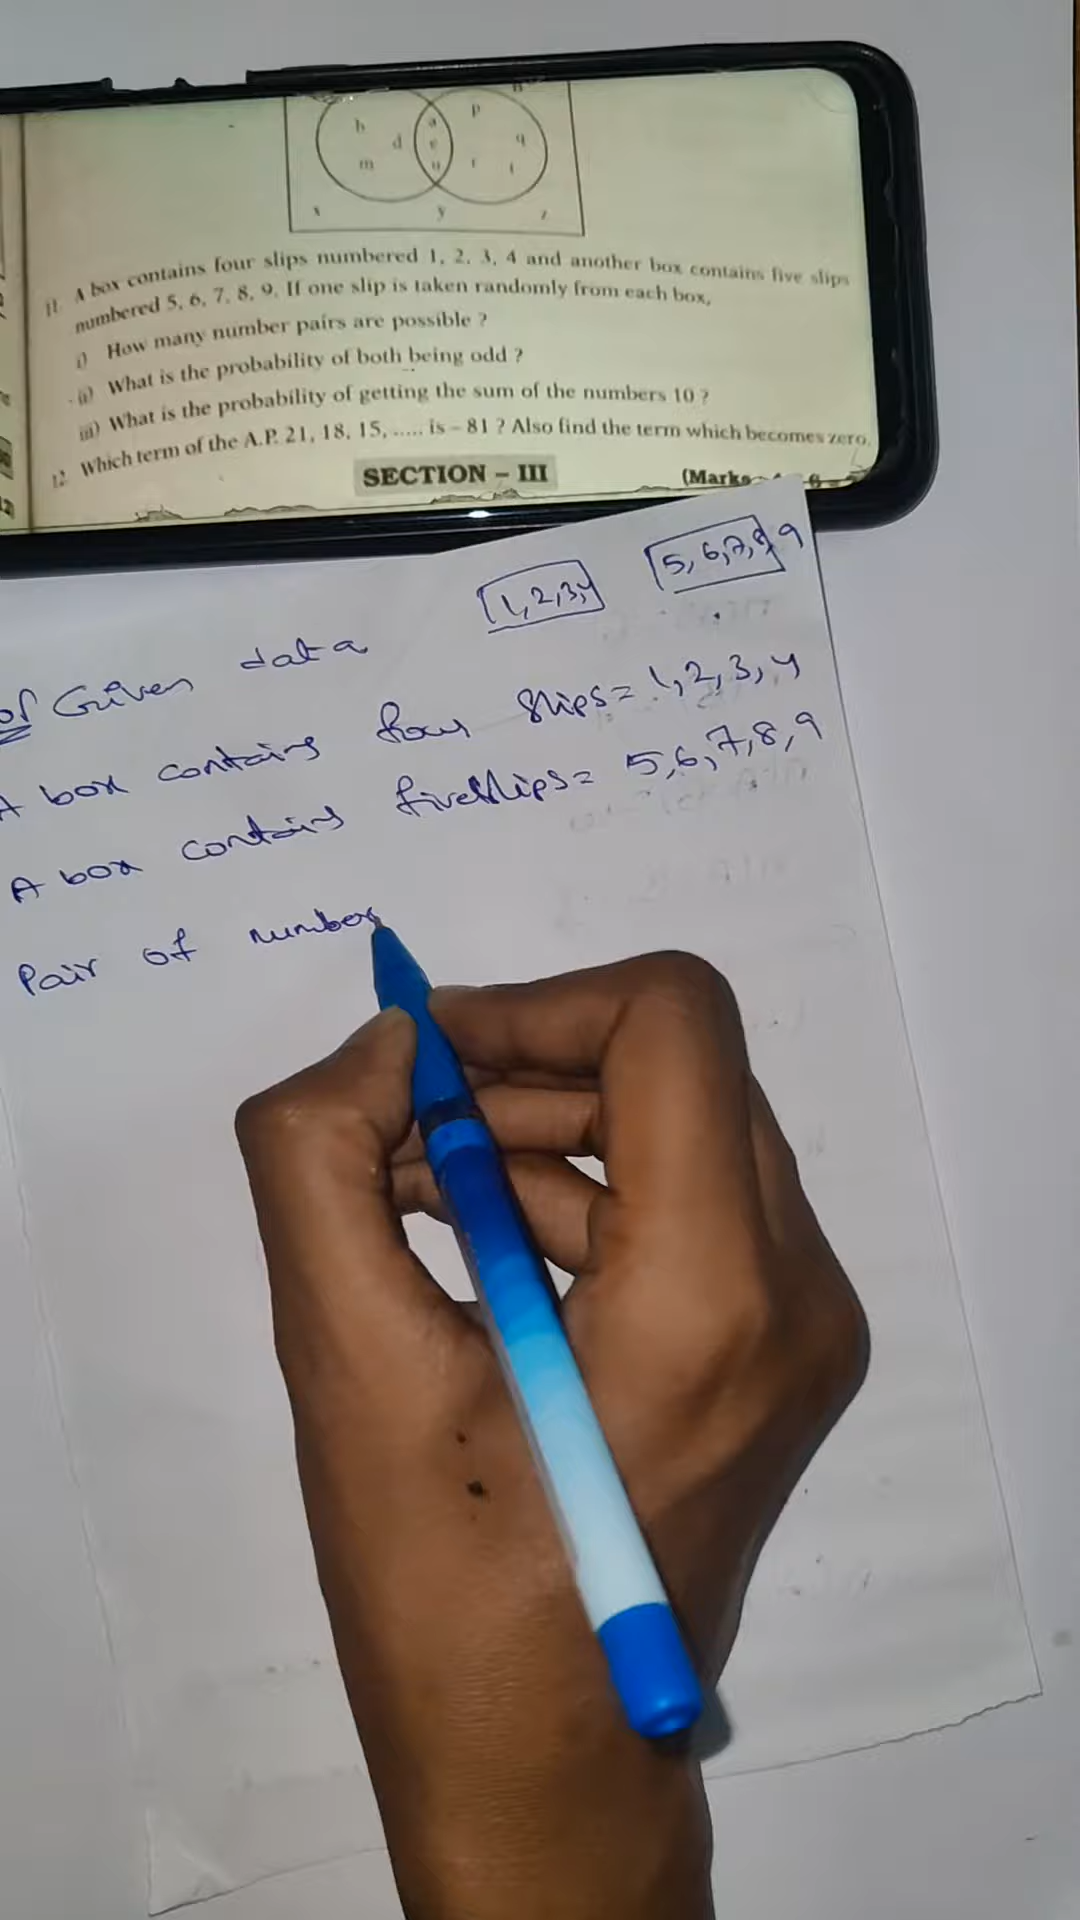 b
d
m
a
e
u
p
q
r
t
x
y
z
11. A box contains four slips numbered 1, 2, 3, 4 and another box contains five slips
numbered 5, 6, 7, 8, 9. If one slip is taken randomly from each box,
i) How many number pairs are possible ?
ii) What is the probability of both being odd ?
iii) What is the probability of getting the sum of the numbers 10 ?
12. Which term of the A.P. 21, 18, 15, ..... is – 81 ? Also find the term which becomes zero.
SECTION – III
(Marks
1,2,3,4
5,6,7,8,9
Given data
A box contains four slips= 1,2,3,4
A box contains fiveslips= 5,6,7,8,9
Pair of number